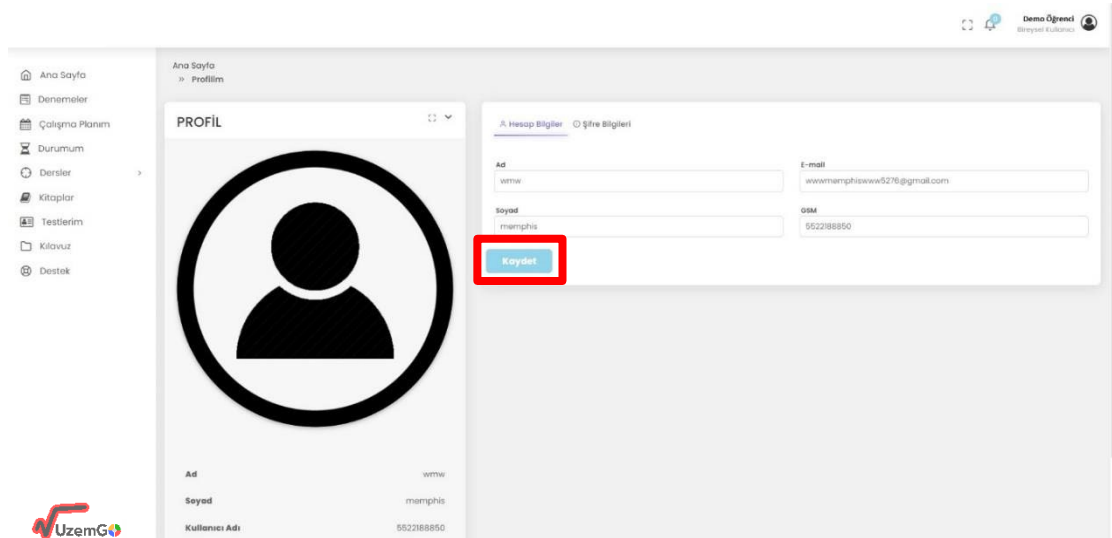 Demo Öğrenci
Bireysel Kullanıcı
Ana Sayfa
Denemeler
Çalışma Planım
Durumum
Dersler
Kitaplar
Testlerim
Kılavuz
Destek
Ana Sayfa
» Profilim
PROFİL
Ad wmw
Soyad memphis
Kullanıcı Adı 5522188850
Hesap Bilgiler Şifre Bilgileri
Ad E-mail
wmw wwwmemphiswww5276@gmail.com
Soyad GSM
memphis 5522188850
Kaydet
UzemGo